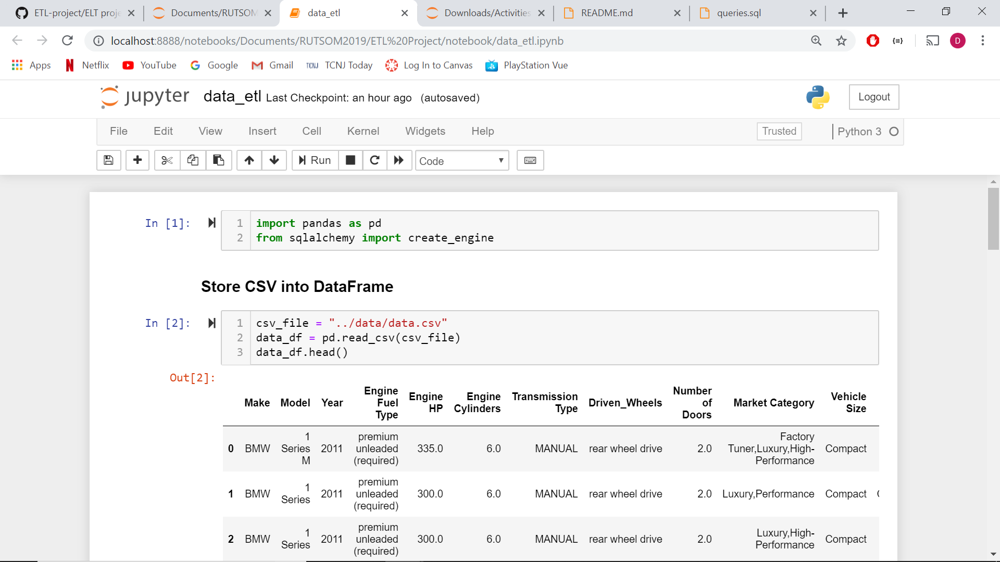 ETL-project/ELT proje
Documents/RUTSOM
data_etl
Downloads/Activities
README.md
queries.sql
localhost:8888/notebooks/Documents/RUTSOM2019/ETL%20Project/notebook/data_etl.ipynb
D
Apps
Netflix
YouTube
Google
Gmail
TCNJ
TCNJ Today
Log In to Canvas
PlayStation Vue
jupyter data_etl Last Checkpoint: an hour ago (autosaved)
Logout
File Edit View Insert Cell Kernel Widgets Help
Trusted
Python 3
Run
Code
In [1]:
1 import pandas as pd
2 from sqlalchemy import create_engine
Store CSV into DataFrame
In [2]:
1 csv_file = "../data/data.csv"
2 data_df = pd.read_csv(csv_file)
3 data_df.head()
Out[2]:
Make Model Year Engine Fuel Type Engine HP Engine Cylinders Transmission Type Driven_Wheels Number of Doors Market Category Vehicle Size
0 BMW 1 Series M 2011 premium unleaded (required) 335.0 6.0 MANUAL rear wheel drive 2.0 Factory Tuner,Luxury,High-Performance Compact
1 BMW 1 Series 2011 premium unleaded (required) 300.0 6.0 MANUAL rear wheel drive 2.0 Luxury,Performance Compact
2 BMW 1 Series 2011 premium unleaded (required) 300.0 6.0 MANUAL rear wheel drive 2.0 Luxury,High-Performance Compact